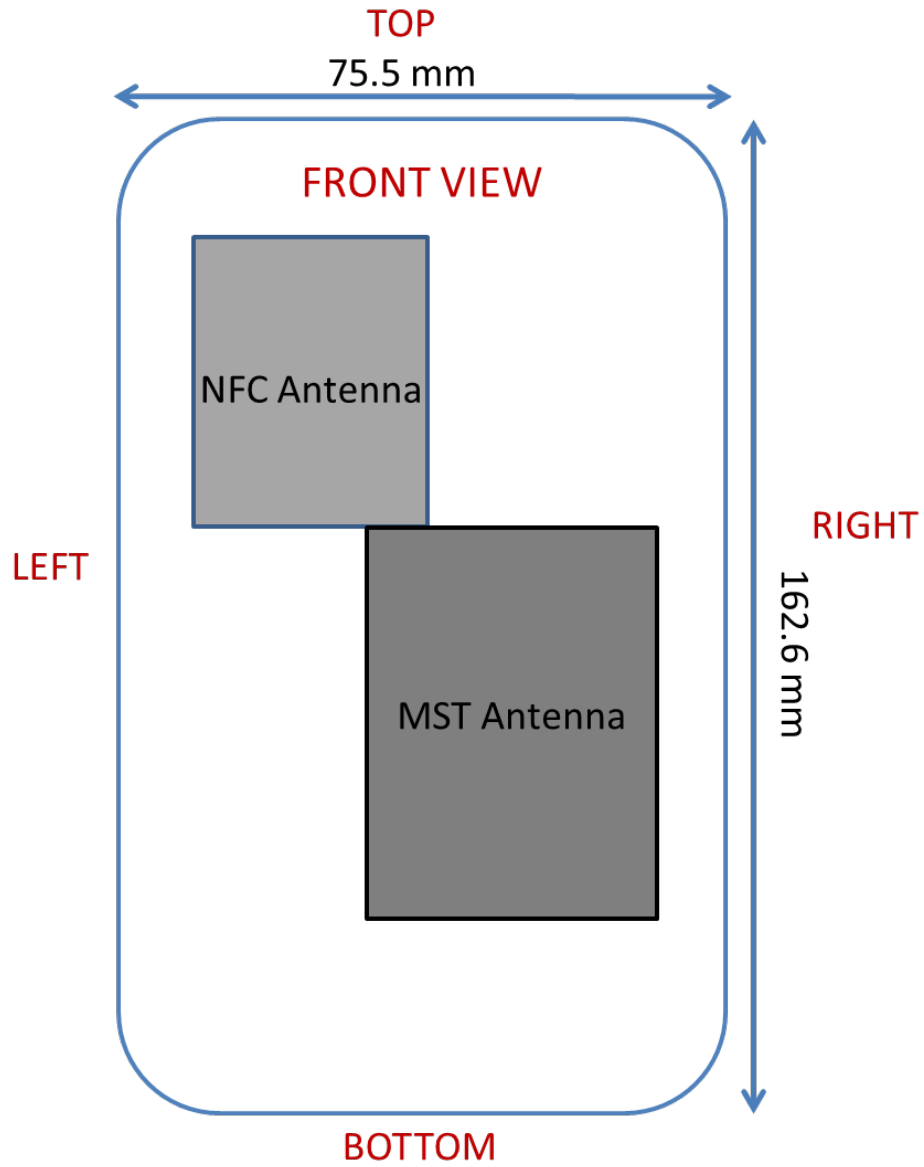 TOP
75.5 mm
FRONT VIEW
NFC Antenna
RIGHT
LEFT
162.6 mm
MST Antenna
BOTTOM